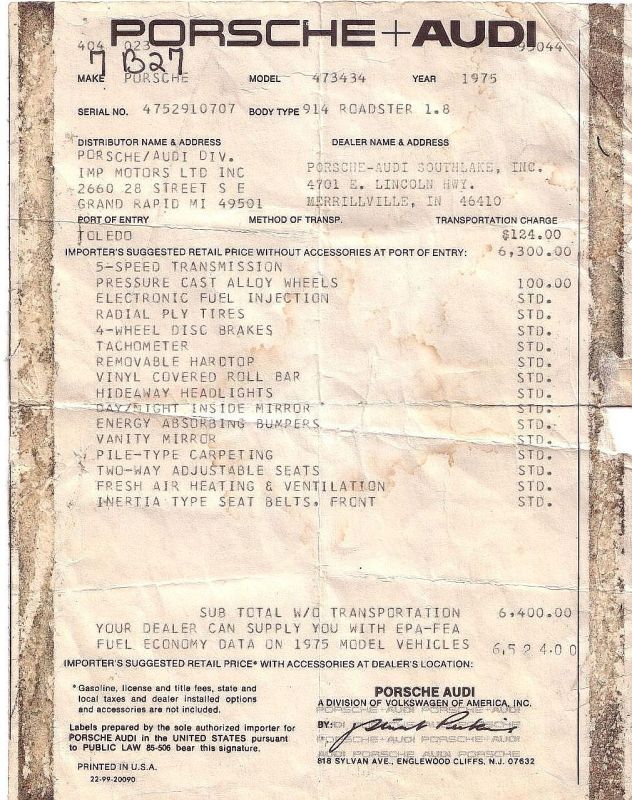 PORSCHE+AUDI
404 023 99044
7 B27
MAKE PORSCHE MODEL 473434 YEAR 1975
SERIAL NO. 4752910707 BODY TYPE 914 ROADSTER 1.8
DISTRIBUTOR NAME & ADDRESS DEALER NAME & ADDRESS
PORSCHE/AUDI DIV.
IMP MOTORS LTD INC PORSCHE-AUDI SOUTHLAKE, INC.
2660 28 STREET S E 4701 E. LINCOLN HWY.
GRAND RAPID MI 49501 MERRILLVILLE, IN 46410
PORT OF ENTRY METHOD OF TRANSP. TRANSPORTATION CHARGE
TOLEDO $124.00
IMPORTER'S SUGGESTED RETAIL PRICE WITHOUT ACCESSORIES AT PORT OF ENTRY: 6,300.00
5-SPEED TRANSMISSION
PRESSURE CAST ALLOY WHEELS 100.00
ELECTRONIC FUEL INJECTION STD.
RADIAL PLY TIRES STD.
4-WHEEL DISC BRAKES STD.
TACHOMETER STD.
REMOVABLE HARDTOP STD.
VINYL COVERED ROLL BAR STD.
HIDEAWAY HEADLIGHTS STD.
DAY/NIGHT INSIDE MIRROR STD.
ENERGY ABSORBING BUMPERS STD.
VANITY MIRROR STD.
PILE-TYPE CARPETING STD.
TWO-WAY ADJUSTABLE SEATS STD.
FRESH AIR HEATING & VENTILATION STD.
INERTIA TYPE SEAT BELTS, FRONT STD.
SUB TOTAL W/O TRANSPORTATION 6,400.00
YOUR DEALER CAN SUPPLY YOU WITH EPA-FEA
FUEL ECONOMY DATA ON 1975 MODEL VEHICLES 6,524.00
IMPORTER'S SUGGESTED RETAIL PRICE* WITH ACCESSORIES AT DEALER'S LOCATION:
*Gasoline, license and title fees, state and
local taxes and dealer installed options
and accessories are not included.
Labels prepared by the sole authorized importer for
PORSCHE AUDI in the UNITED STATES pursuant
to PUBLIC LAW 85-506 bear this signature.
PRINTED IN U.S.A.
22-99-20090
PORSCHE AUDI
A DIVISION OF VOLKSWAGEN OF AMERICA, INC.
BY:
818 SYLVAN AVE., ENGLEWOOD CLIFFS, N.J. 07632